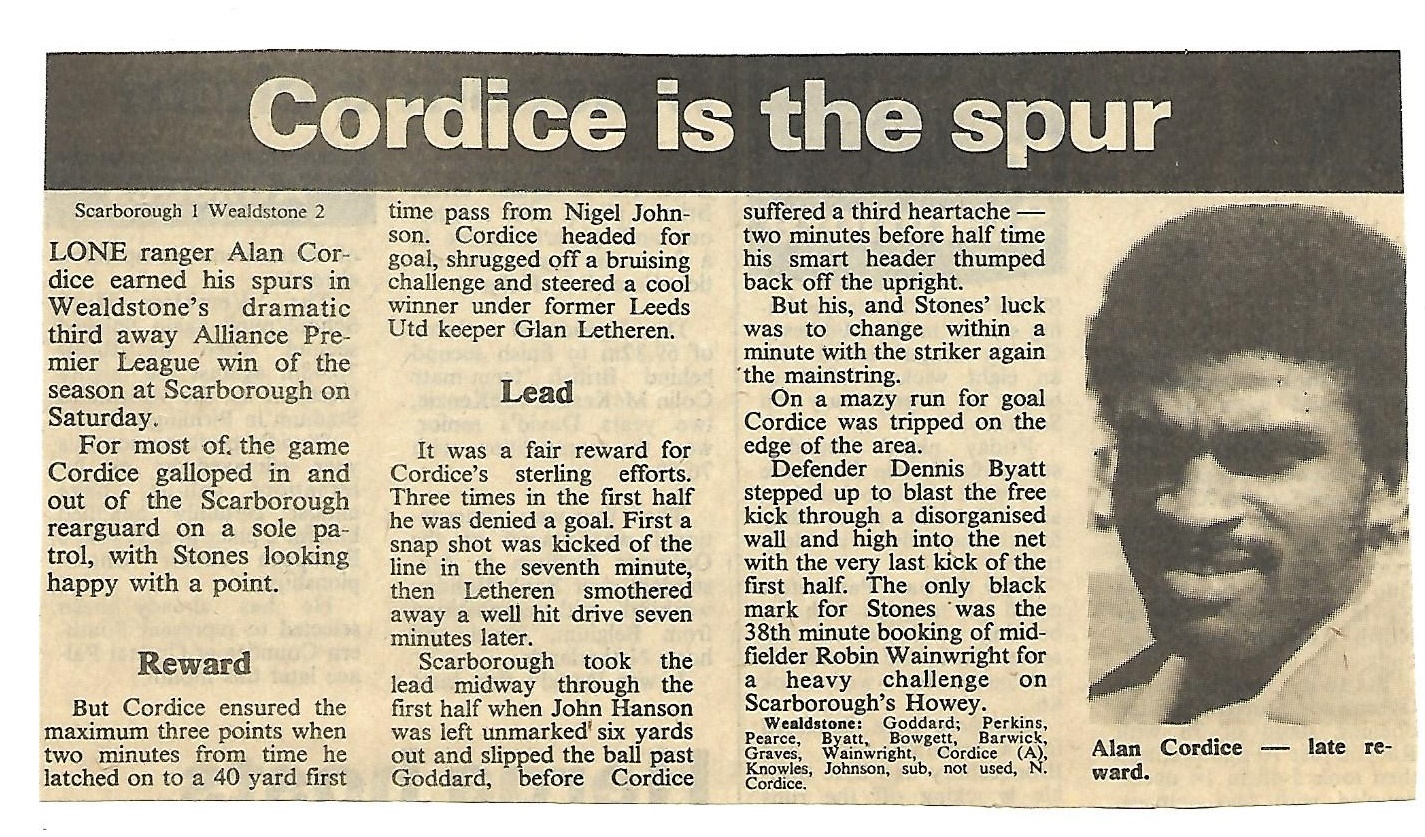 Cordice is the spur
Scarborough 1 Wealdstone 2
LONE ranger Alan Cor-
dice earned his spurs in
Wealdstone's dramatic
third away Alliance Pre-
mier League win of the
season at Scarborough on
Saturday.
For most of the game
Cordice galloped in and
out of the Scarborough
rearguard on a sole pa-
trol, with Stones looking
happy with a point.
Reward
But Cordice ensured the
maximum three points when
two minutes from time he
latched on to a 40 yard first
time pass from Nigel John-
son. Cordice headed for
goal, shrugged off a bruising
challenge and steered a cool
winner under former Leeds
Utd keeper Glan Letheren.
Lead
It was a fair reward for
Cordice's sterling efforts.
Three times in the first half
he was denied a goal. First a
snap shot was kicked of the
line in the seventh minute,
then Letheren smothered
away a well hit drive seven
minutes later.
Scarborough took the
lead midway through the
first half when John Hanson
was left unmarked six yards
out and slipped the ball past
Goddard, before Cordice
suffered a third heartache —
two minutes before half time
his smart header thumped
back off the upright.
But his, and Stones' luck
was to change within a
minute with the striker again
the mainstring.
On a mazy run for goal
Cordice was tripped on the
edge of the area.
Defender Dennis Byatt
stepped up to blast the free
kick through a disorganised
wall and high into the net
with the very last kick of the
first half. The only black
mark for Stones was the
38th minute booking of mid-
fielder Robin Wainwright for
a heavy challenge on
Scarborough's Howey.
Wealdstone: Goddard; Perkins,
Pearce, Byatt, Bowgett, Barwick,
Graves, Wainwright, Cordice (A),
Knowles, Johnson, sub, not used, N.
Cordice.
Alan Cordice — late re-
ward.